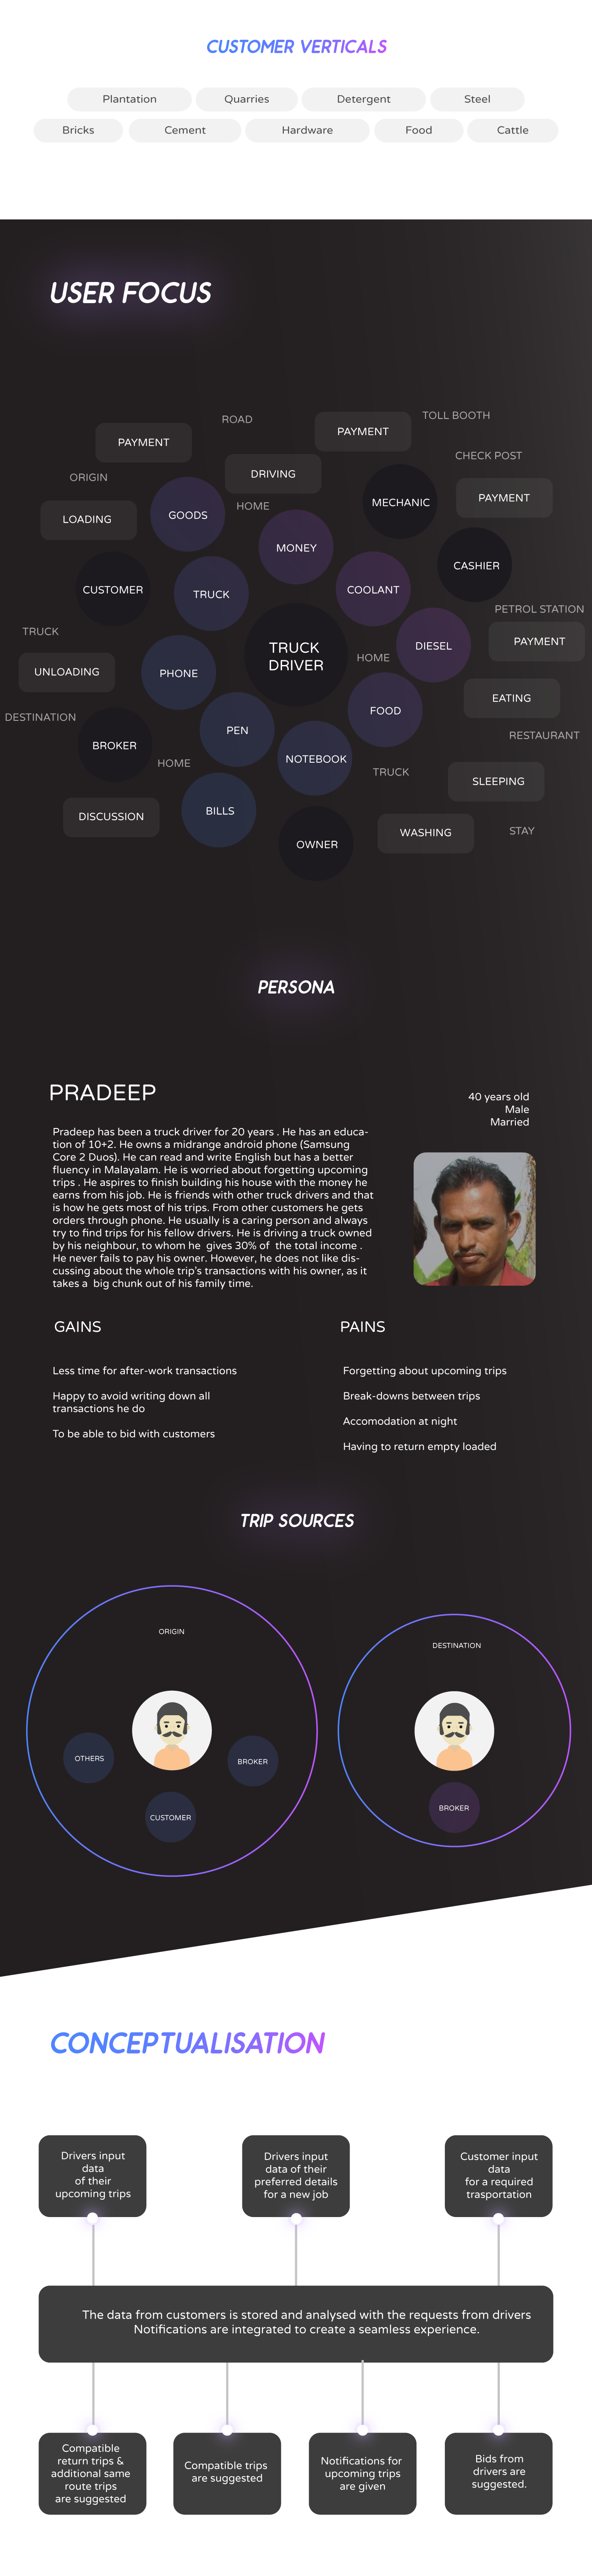 CUSTOMER VERTICALS
Plantation Quarries Detergent Steel
Bricks Cement Hardware Food Cattle
USER FOCUS
TOLL BOOTH
ROAD
PAYMENT
PAYMENT
CHECK POST
DRIVING
ORIGIN
PAYMENT
MECHANIC
HOME
GOODS
LOADING
MONEY
CASHIER
CUSTOMER
COOLANT
TRUCK
PETROL STATION
TRUCK
PAYMENT
DIESEL
TRUCK
DRIVER
HOME
UNLOADING
PHONE
EATING
FOOD
DESTINATION
PEN
RESTAURANT
BROKER
NOTEBOOK
HOME
TRUCK
SLEEPING
BILLS
DISCUSSION
STAY
WASHING
OWNER
PERSONA
PRADEEP
40 years old
Male
Married
Pradeep has been a truck driver for 20 years . He has an educa-
tion of 10+2. He owns a midrange android phone (Samsung
Core 2 Duos). He can read and write English but has a better
fluency in Malayalam. He is worried about forgetting upcoming
trips . He aspires to finish building his house with the money he
earns from his job. He is friends with other truck drivers and that
is how he gets most of his trips. From other customers he gets
orders through phone. He usually is a caring person and always
try to find trips for his fellow drivers. He is driving a truck owned
by his neighbour, to whom he gives 30% of the total income .
He never fails to pay his owner. However, he does not like dis-
cussing about the whole trip's transactions with his owner, as it
takes a big chunk out of his family time.
GAINS
Less time for after-work transactions
Happy to avoid writing down all
transactions he do
To be able to bid with customers
PAINS
Forgetting about upcoming trips
Break-downs between trips
Accomodation at night
Having to return empty loaded
TRIP SOURCES
ORIGIN
OTHERS
BROKER
CUSTOMER
DESTINATION
BROKER
CONCEPTUALISATION
Drivers input
data
of their
upcoming trips
Drivers input
data of their
preferred details
for a new job
Customer input
data
for a required
trasportation
The data from customers is stored and analysed with the requests from drivers
Notifications are integrated to create a seamless experience.
Compatible
return trips &
additional same
route trips
are suggested
Compatible trips
are suggested
Notifications for
upcoming trips
are given
Bids from
drivers are
suggested.